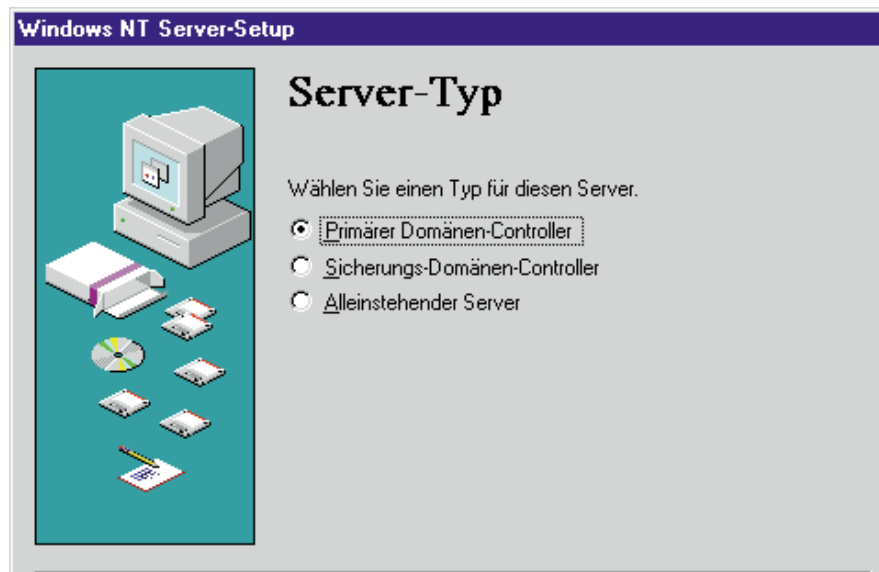 Windows NT Server-Setup
Server-Typ
Wählen Sie einen Typ für diesen Server.
Primärer Domänen-Controller
Sicherungs-Domänen-Controller
Alleinstehender Server